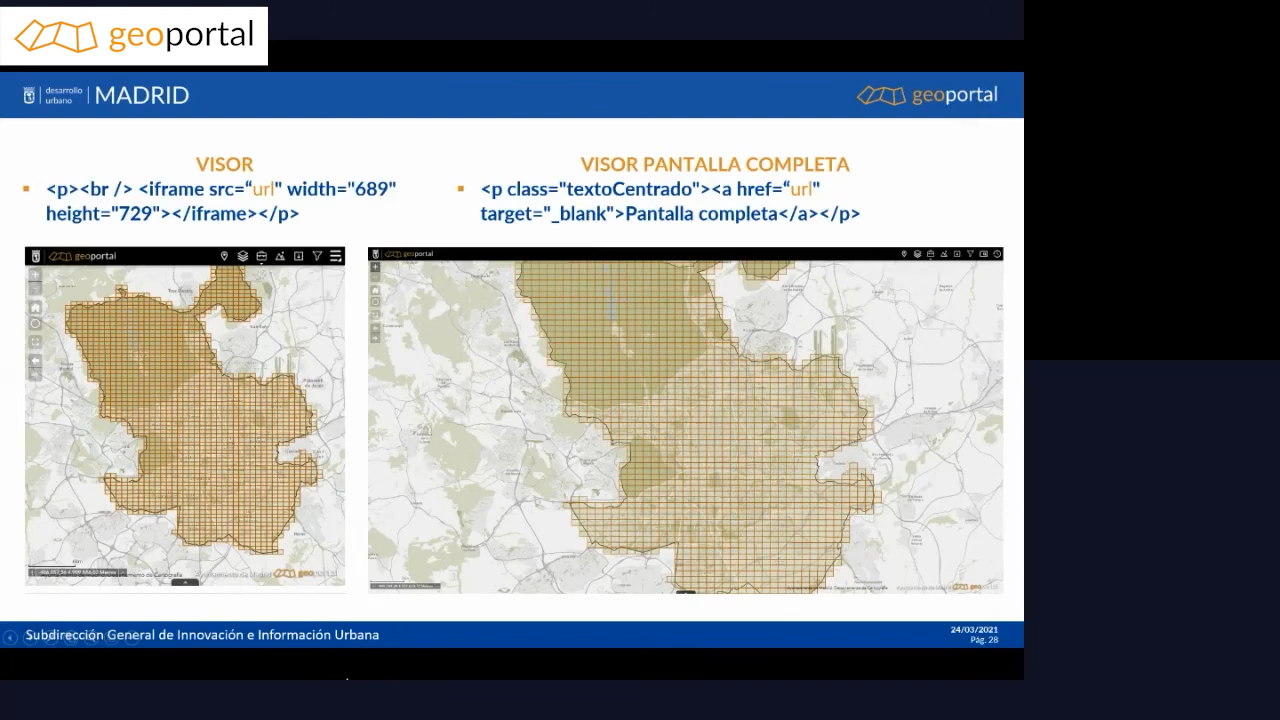 geoportal
desarrollo
urbano
MADRID
geoportal
VISOR
<p><br /> <iframe src=“url" width="689"
height="729"></iframe></p>
VISOR PANTALLA COMPLETA
<p class="textoCentrado"><a href=“url"
target="_blank">Pantalla completa</a></p>
geoportal
geoportal
Subdirección General de Innovación e Información Urbana
24/03/2021
Pág. 28